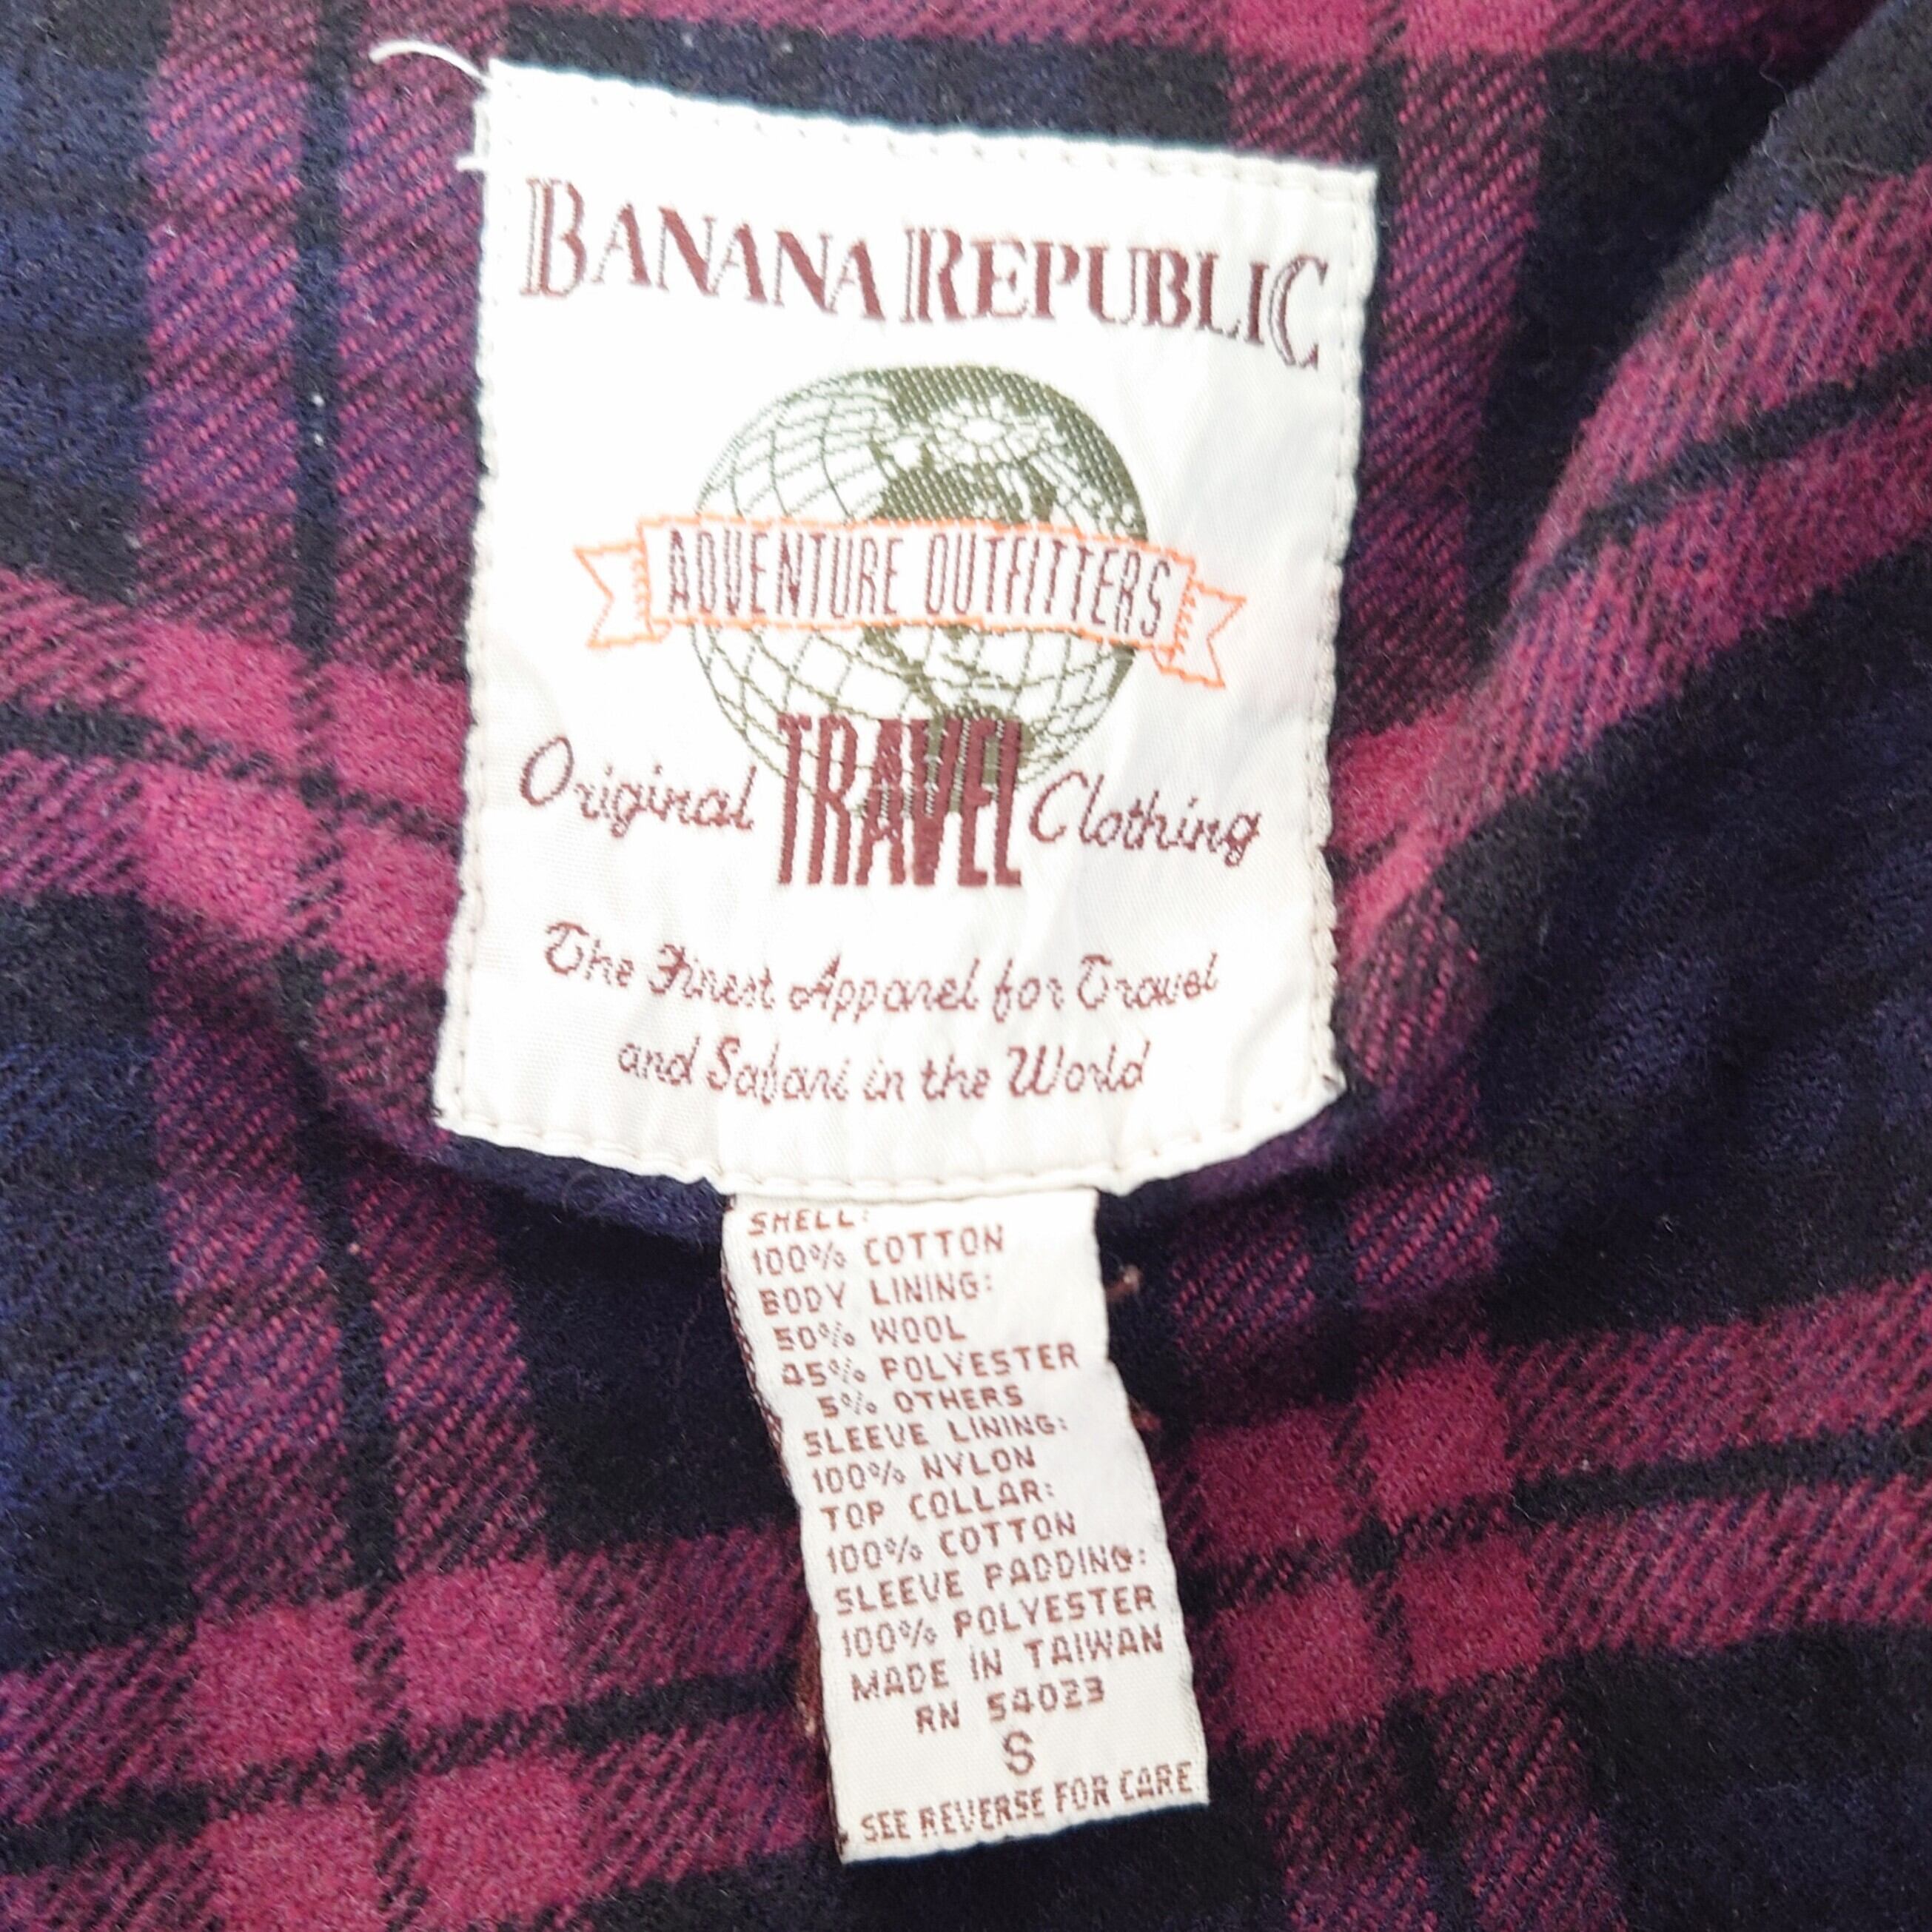 BANANA REPUBLIC
ADVENTURE OUTFITTERS
Original TRAVEL Clothing
The Finest Apparel for Travel
and Safari in the World
SHELL:
100% COTTON
BODY LINING:
50% WOOL
45% POLYESTER
5% OTHERS
SLEEVE LINING:
100% NYLON
TOP COLLAR:
100% COTTON
SLEEVE PADDING:
100% POLYESTER
MADE IN TAIWAN
RN 54023
S
SEE REVERSE FOR CARE